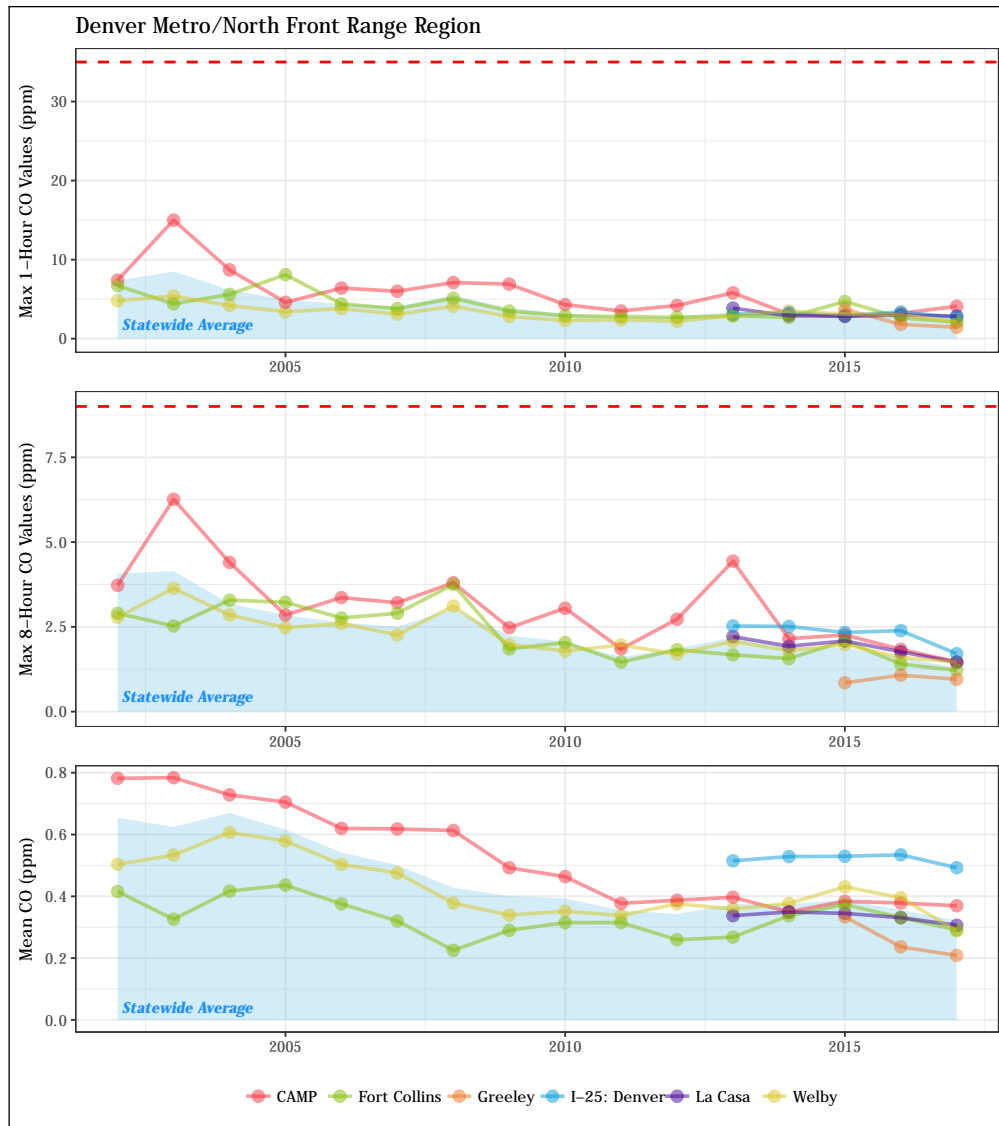 Denver Metro/North Front Range Region
Max 1-Hour CO Values (ppm)
30
20
10
0
Statewide Average
2005
2010
2015
Max 8-Hour CO Values (ppm)
7.5
5.0
2.5
0.0
Statewide Average
2005
2010
2015
Mean CO (ppm)
0.8
0.6
0.4
0.2
0.0
Statewide Average
2005
2010
2015
CAMP Fort Collins Greeley I-25: Denver La Casa Welby